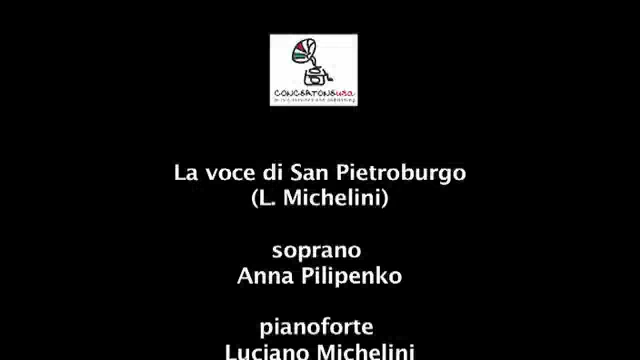 CONCERTONEusa
La voce di San Pietroburgo
(L. Michelini)
soprano
Anna Pilipenko
pianoforte
Luciano Michelini